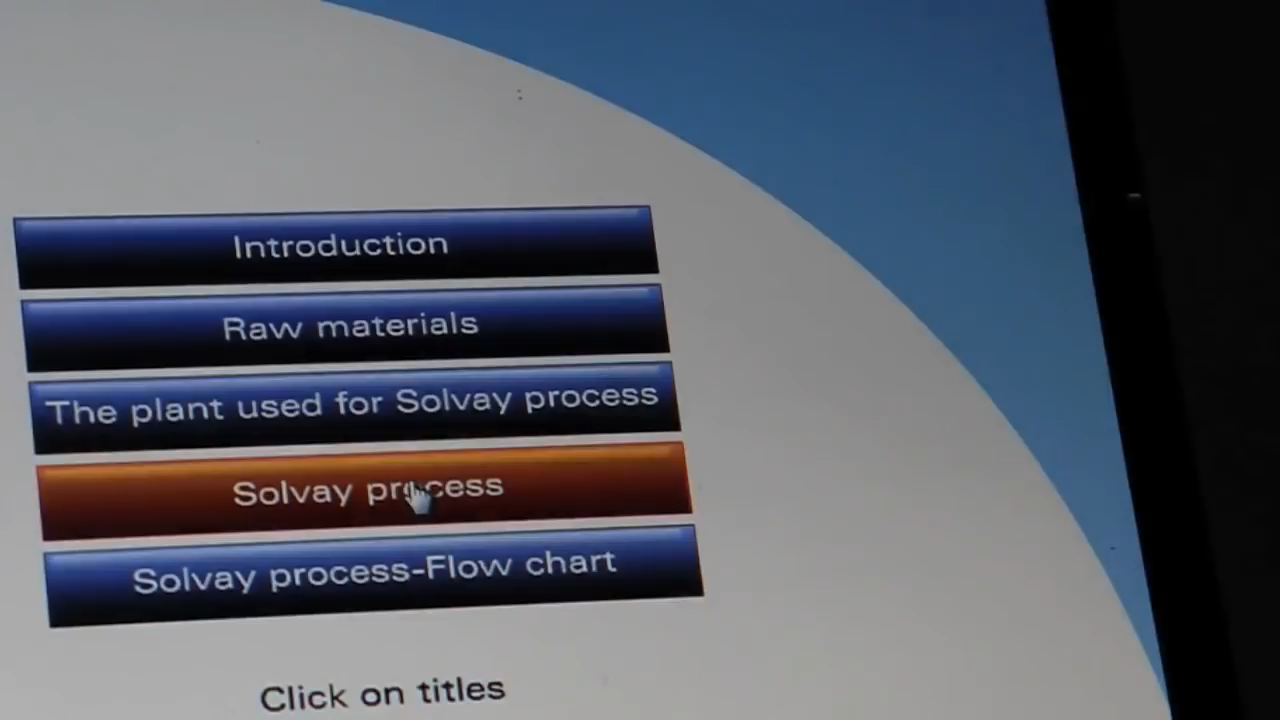 Introduction
Raw materials
The plant used for Solvay process
Solvay process
Solvay process-Flow chart
Click on titles